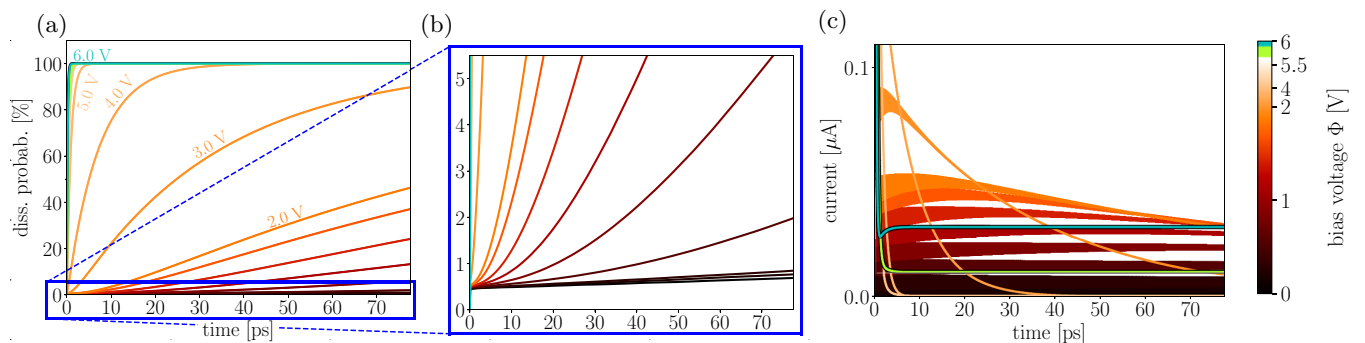 (a)
diss. probab. [%]
100
80
60
40
20
0
6.0 V
5.0 V
4.0 V
3.0 V
2.0 V
0 10 20 30 40 50 60 70
time [ps]
(b)
5
4
3
2
1
0
0 10 20 30 40 50 60 70
(c)
current [μA]
0.1
0.0
0 10 20 30 40 50 60 70
time [ps]
6
5.5
4
2
1
0
bias voltage Φ [V]